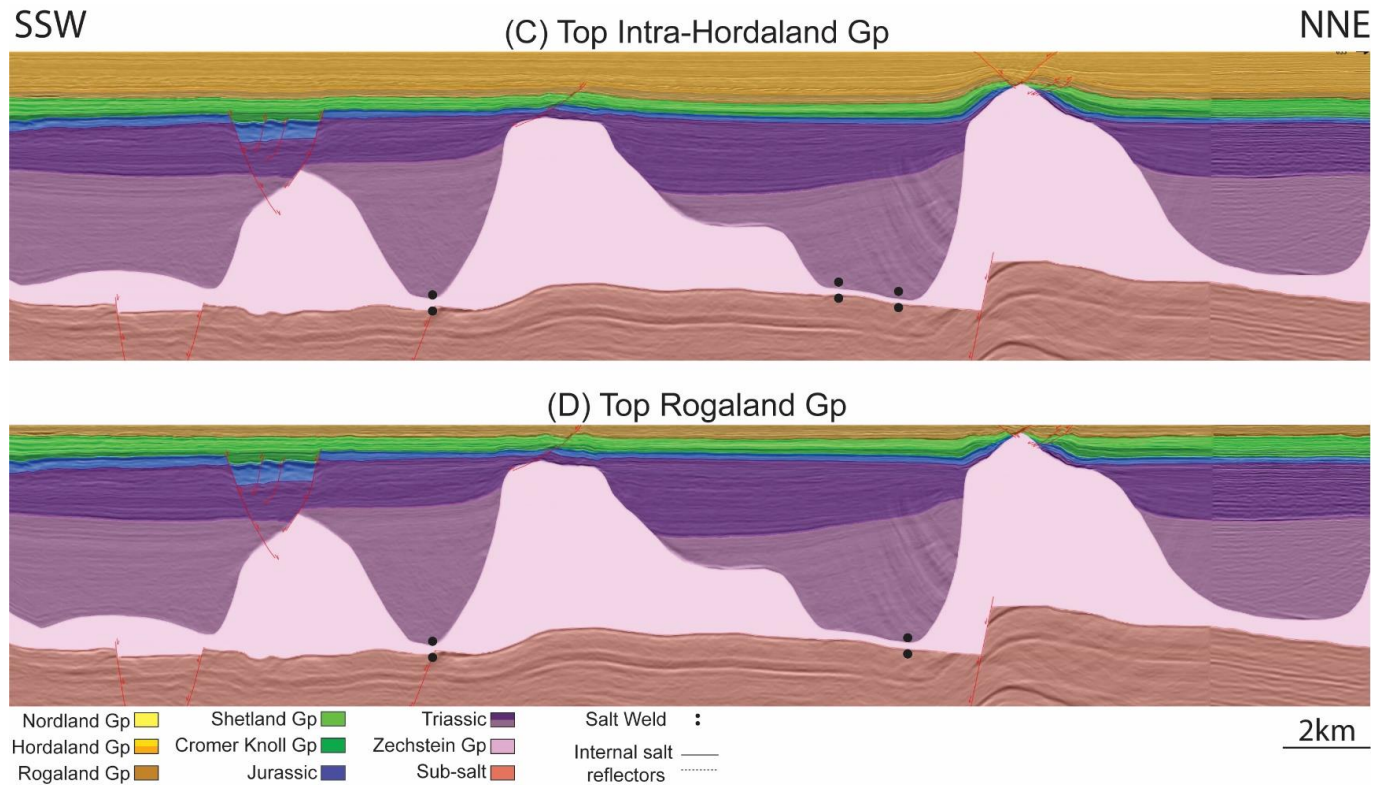 SSW
(C) Top Intra-Hordaland Gp
NNE
(D) Top Rogaland Gp
Nordland Gp
Shetland Gp
Triassic
Salt Weld
Hordaland Gp
Cromer Knoll Gp
Zechstein Gp
Internal salt
reflectors
Rogaland Gp
Jurassic
Sub-salt
2km